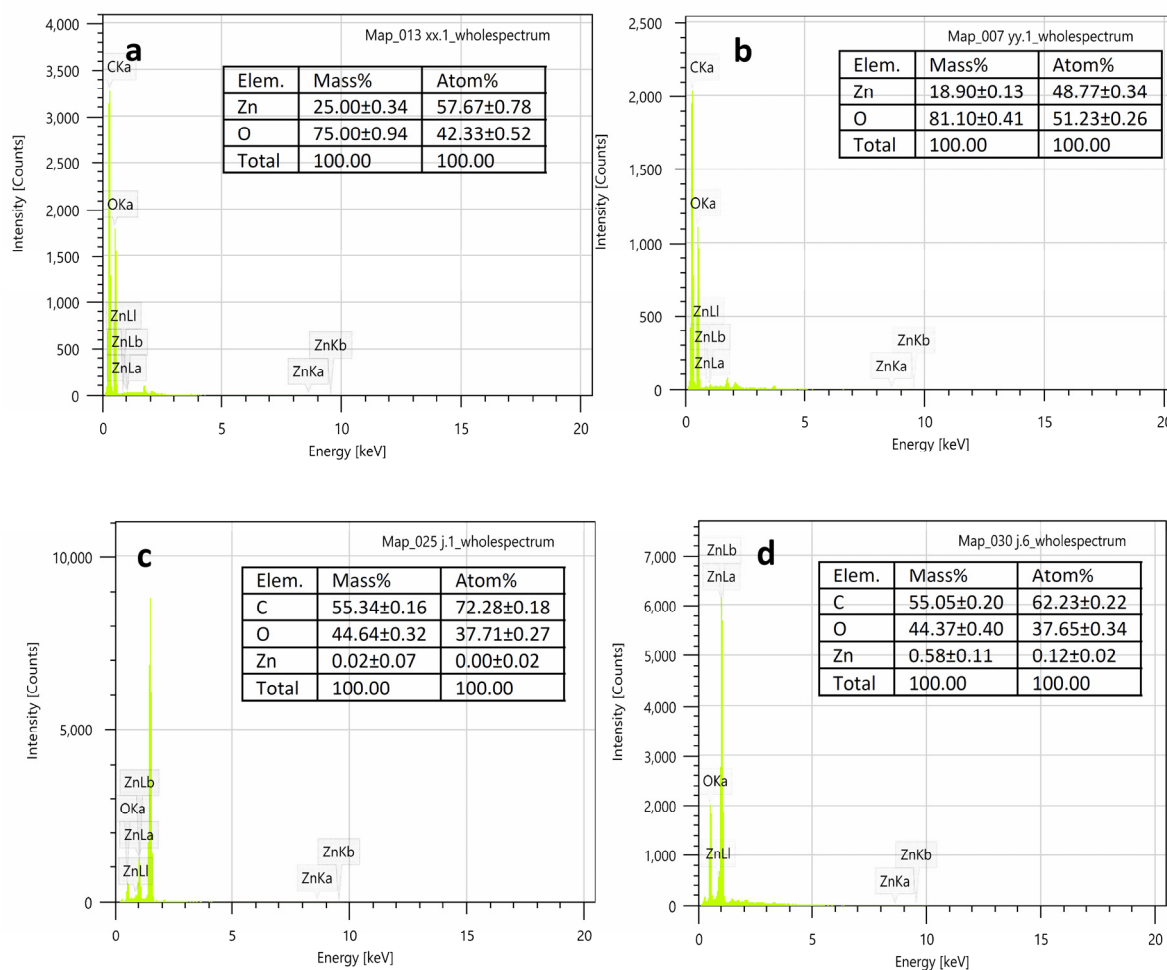 a
Map_013 xx.1_wholespectrum
Intensity [Counts]
4,000
3,500
3,000
2,500
2,000
1,500
1,000
500
0
CKa
OKa
ZnLl
ZnLb
ZnLa
ZnKb
ZnKa
Elem. Mass% Atom%
Zn 25.00±0.34 57.67±0.78
O 75.00±0.94 42.33±0.52
Total 100.00 100.00
0 5 10 15 20
Energy [keV]
b
Map_007 yy.1_wholespectrum
Intensity [Counts]
2,500
2,000
1,500
1,000
500
0
CKa
OKa
ZnLl
ZnLb
ZnLa
ZnKb
ZnKa
Elem. Mass% Atom%
Zn 18.90±0.13 48.77±0.34
O 81.10±0.41 51.23±0.26
Total 100.00 100.00
0 5 10 15 20
Energy [keV]
c
Map_025 j.1_wholespectrum
Intensity [Counts]
10,000
5,000
0
ZnLb
OKa
ZnLa
ZnLl
ZnKb
ZnKa
Elem. Mass% Atom%
C 55.34±0.16 72.28±0.18
O 44.64±0.32 37.71±0.27
Zn 0.02±0.07 0.00±0.02
Total 100.00 100.00
0 5 10 15 20
Energy [keV]
d
Map_030 j.6_wholespectrum
Intensity [Counts]
7,000
6,000
5,000
4,000
3,000
2,000
1,000
0
ZnLb
ZnLa
OKa
ZnLl
ZnKb
ZnKa
Elem. Mass% Atom%
C 55.05±0.20 62.23±0.22
O 44.37±0.40 37.65±0.34
Zn 0.58±0.11 0.12±0.02
Total 100.00 100.00
0 5 10 15 20
Energy [keV]